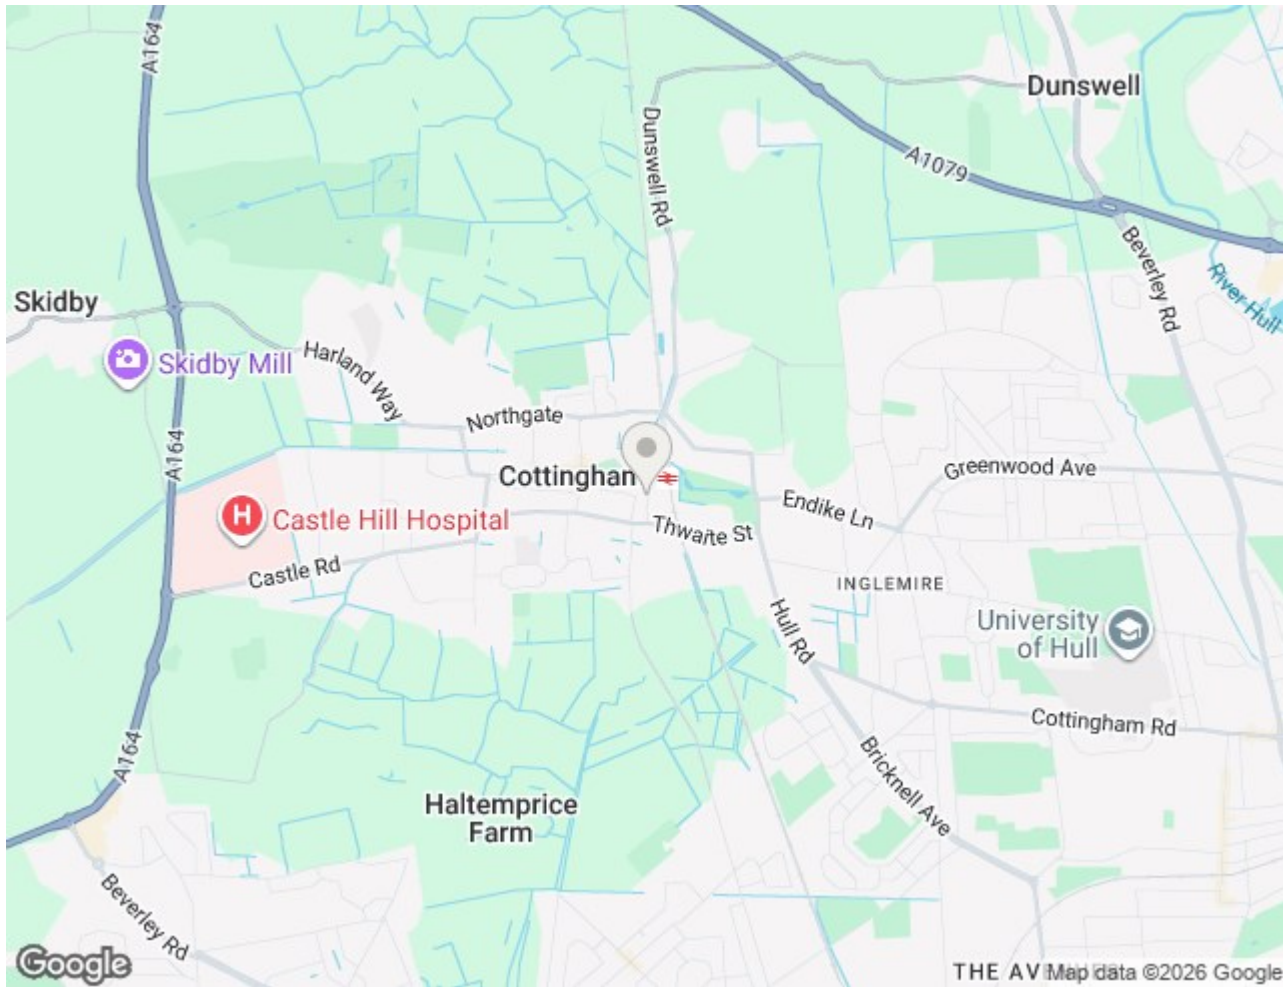 A164
Dunswell
Dunswell Rd
A1079
Beverley Rd
River Hull
Skidby
Skidby Mill
Harland Way
Northgate
A164
Cottingham
Greenwood Ave
Endike Ln
Castle Hill Hospital
Thwaite St
Castle Rd
INGLEMIRE
Hull Rd
University
of Hull
Cottingham Rd
A164
Bricknell Ave
Haltemprice
Farm
Beverley Rd
Google
THE AV
Map data ©2026 Google